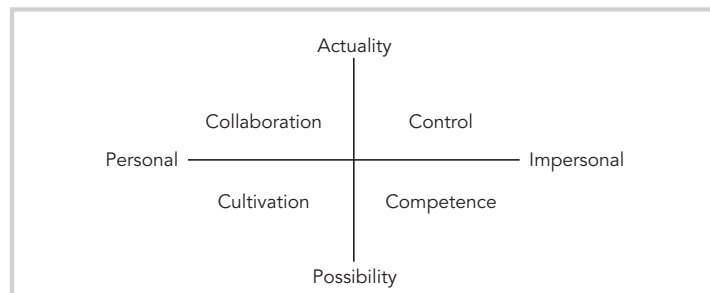 Actuality
Collaboration Control
Personal Impersonal
Cultivation Competence
Possibility